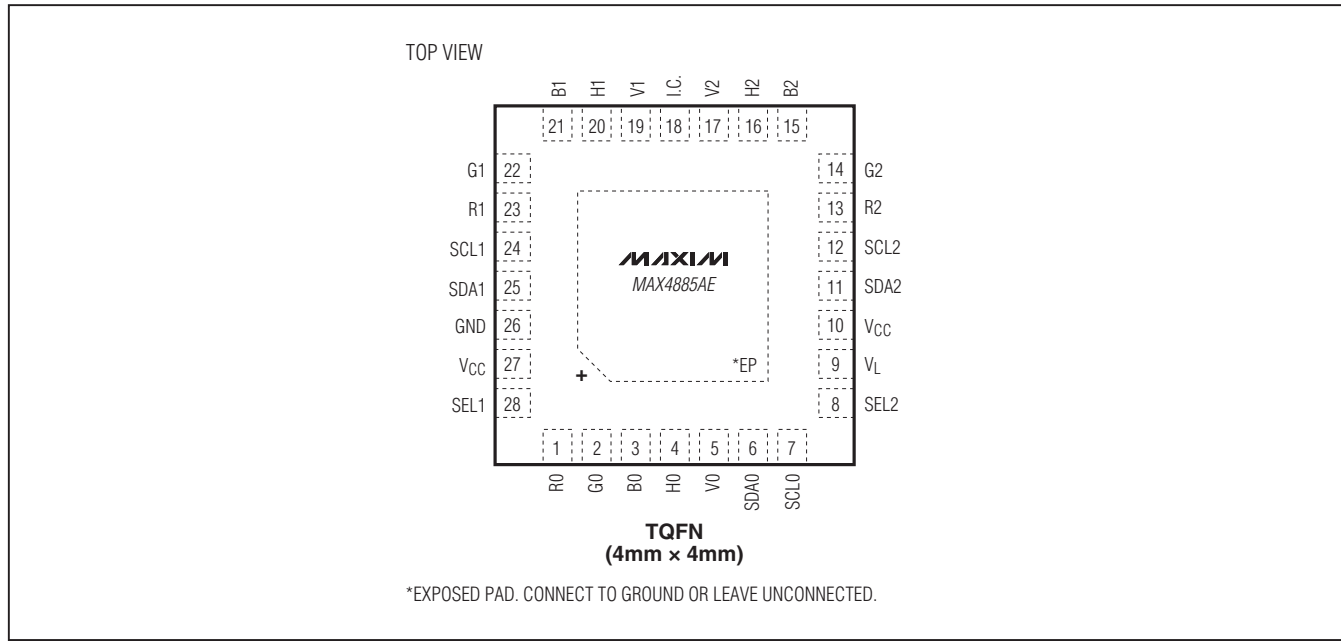 TOP VIEW
B1 H1 V1 I.C. V2 H2 B2
21 20 19 18 17 16 15
G1 22 14 G2
R1 23 13 R2
SCL1 24 12 SCL2
MAXIM
MAX4885AE
SDA1 25 11 SDA2
GND 26 10 VCC
VCC 27 *EP 9 VL
+
SEL1 28 8 SEL2
1 2 3 4 5 6 7
R0 G0 B0 H0 V0 SDA0 SCL0
TQFN
(4mm × 4mm)
*EXPOSED PAD. CONNECT TO GROUND OR LEAVE UNCONNECTED.